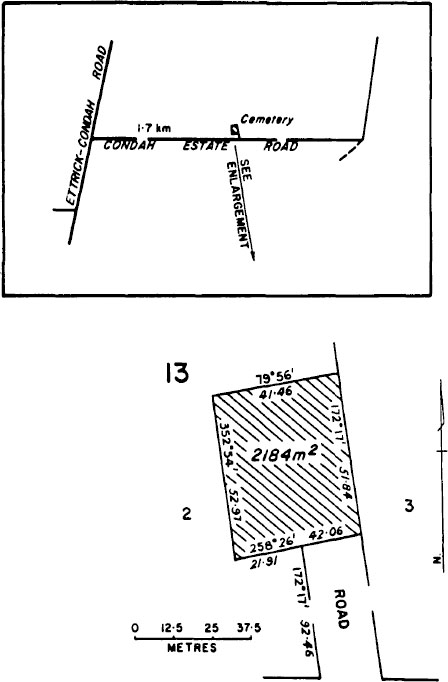 ETTRICK-CONDAH ROAD
1·7 km
Cemetery
CONDAH ESTATE ROAD
SEE ENLARGEMENT
13
79°56'
41·46
172°17'
51·84
352°54'
52·97
2184m²
2
3
258°26' 42·06
21·91
172°17' 92·46
ROAD
N.
0 12·5 25 37·5
METRES